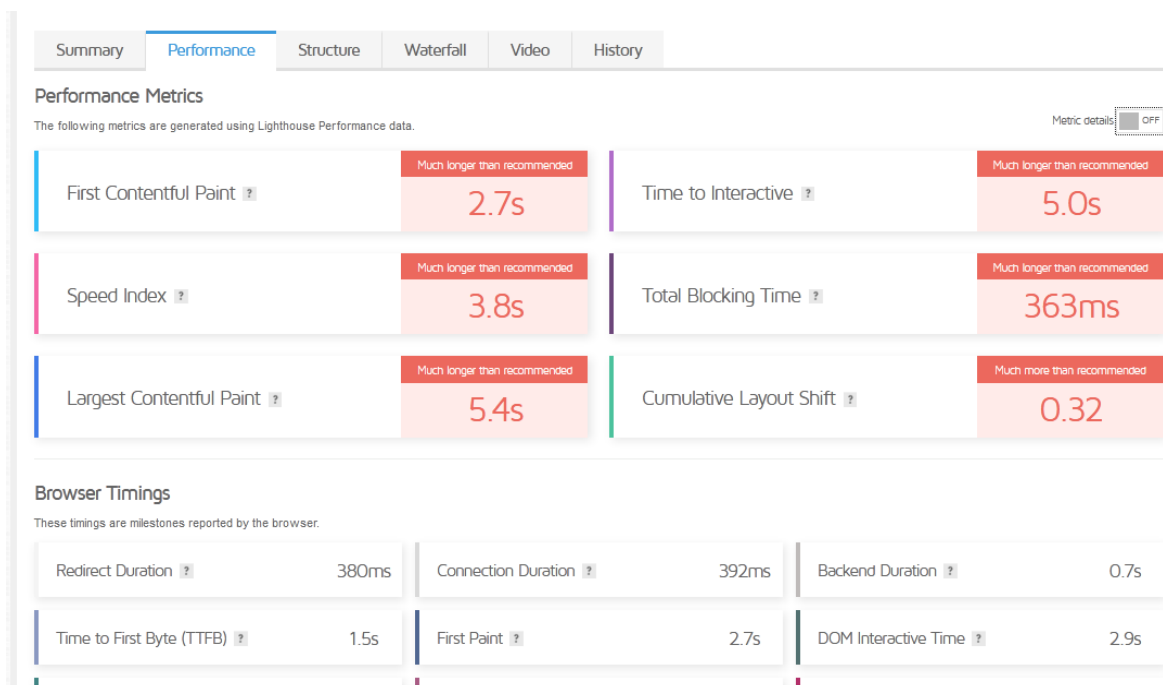 Summary Performance Structure Waterfall Video History
Performance Metrics
The following metrics are generated using Lighthouse Performance data.
Metric details OFF
First Contentful Paint ?
Much longer than recommended
2.7s
Time to Interactive ?
Much longer than recommended
5.0s
Speed Index ?
Much longer than recommended
3.8s
Total Blocking Time ?
Much longer than recommended
363ms
Largest Contentful Paint ?
Much longer than recommended
5.4s
Cumulative Layout Shift ?
Much more than recommended
0.32
Browser Timings
These timings are milestones reported by the browser.
Redirect Duration ? 380ms
Connection Duration ? 392ms
Backend Duration ? 0.7s
Time to First Byte (TTFB) ? 1.5s
First Paint ? 2.7s
DOM Interactive Time ? 2.9s